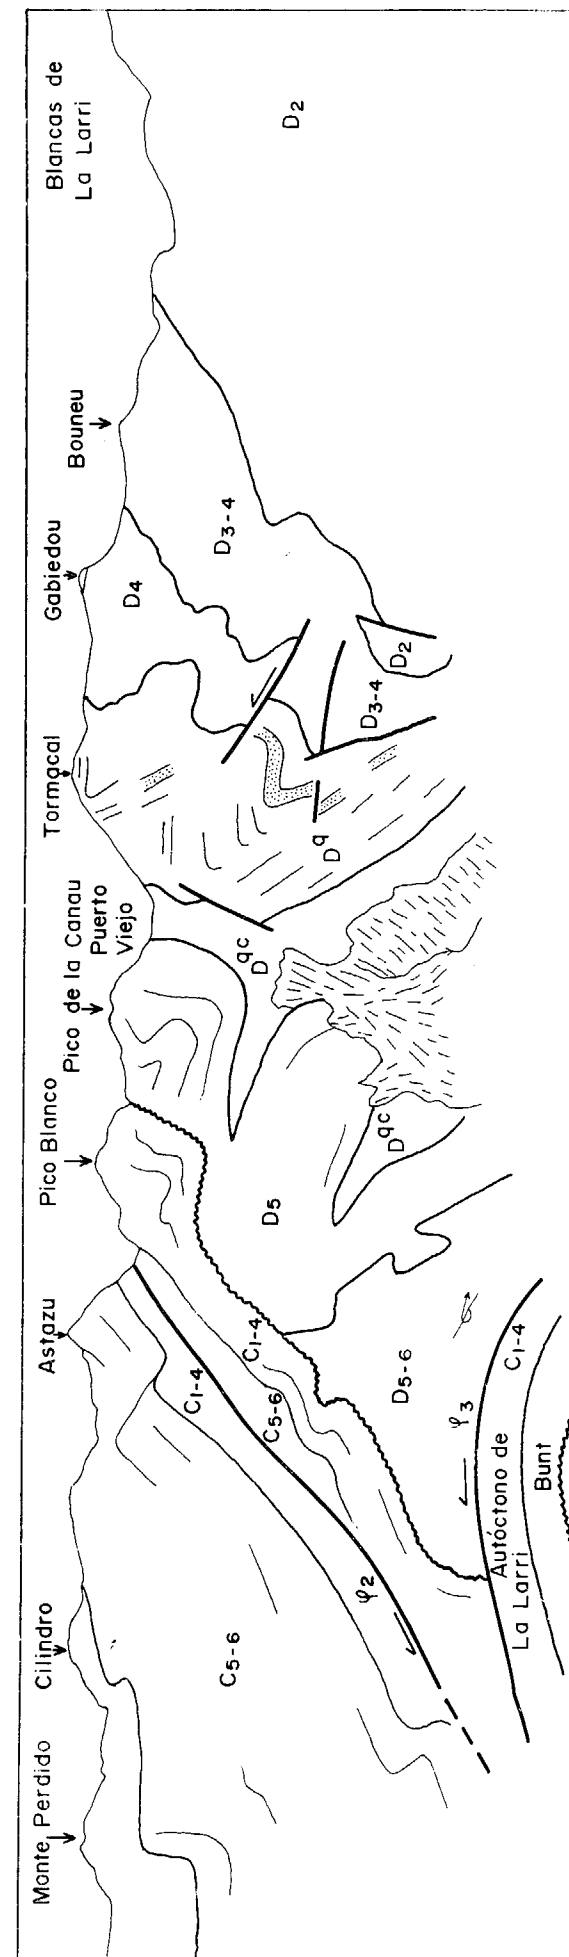 Monte Perdido
Cilindro
Astazu
Pico Blanco
Pico de la Canau
Puerto
Viejo
Tormacal
Gabiedou
Bouneu
Blancas de
La Larri
C5-6
φ2
C1-4
C5-6
C1-4
D5
D5-6
φ3
C1-4
Autóctono de
La Larri
Bunt
Dqc
Dqc
Dq
D4
D3-4
D3-4
D2
D2